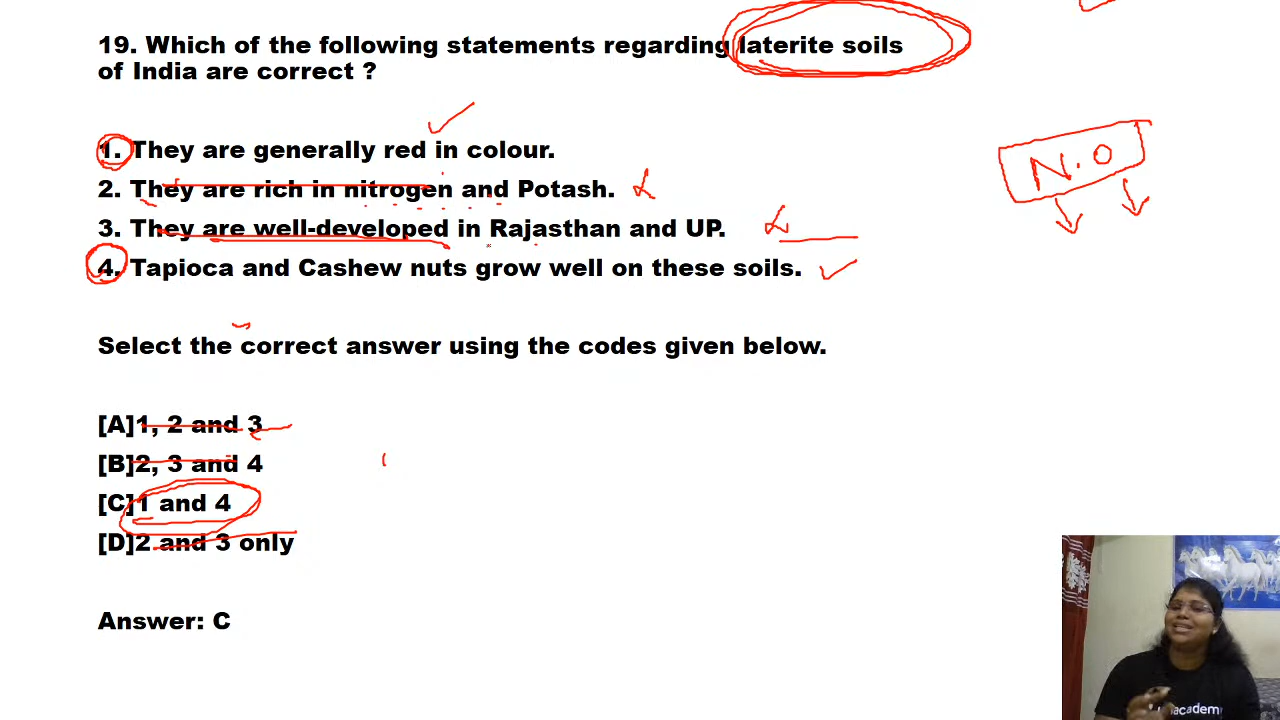 19. Which of the following statements regarding laterite soils
of India are correct ?
1. They are generally red in colour.
N.O
2. They are rich in nitrogen and Potash.
3. They are well-developed in Rajasthan and UP.
4. Tapioca and Cashew nuts grow well on these soils.
Select the correct answer using the codes given below.
[A]1, 2 and 3
[B]2, 3 and 4
[C]1 and 4
[D]2 and 3 only
Answer: C